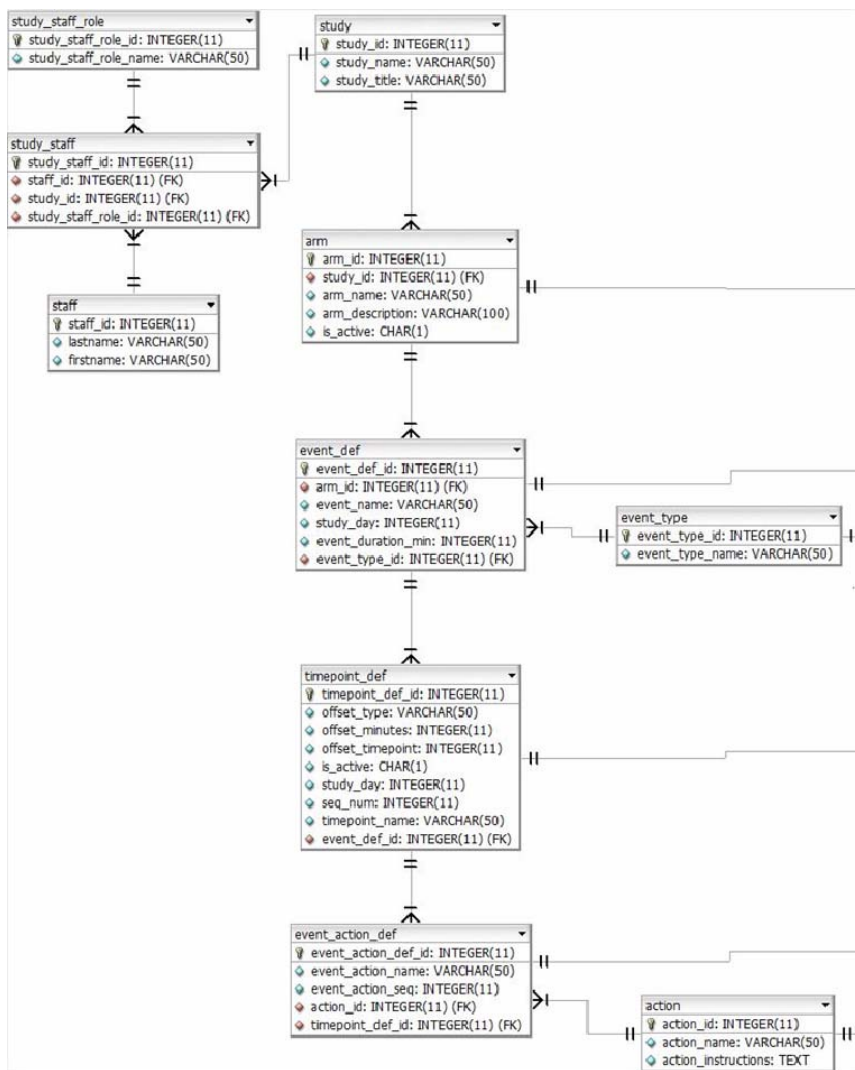 study_staff_role
study_staff_role_id: INTEGER(11)
study_staff_role_name: VARCHAR(50)
study
study_id: INTEGER(11)
study_name: VARCHAR(50)
study_title: VARCHAR(50)
study_staff
study_staff_id: INTEGER(11)
staff_id: INTEGER(11) (FK)
study_id: INTEGER(11) (FK)
study_staff_role_id: INTEGER(11) (FK)
staff
staff_id: INTEGER(11)
lastname: VARCHAR(50)
firstname: VARCHAR(50)
arm
arm_id: INTEGER(11)
study_id: INTEGER(11) (FK)
arm_name: VARCHAR(50)
arm_description: VARCHAR(100)
is_active: CHAR(1)
event_def
event_def_id: INTEGER(11)
arm_id: INTEGER(11) (FK)
event_name: VARCHAR(50)
study_day: INTEGER(11)
event_duration_min: INTEGER(11)
event_type_id: INTEGER(11) (FK)
event_type
event_type_id: INTEGER(11)
event_type_name: VARCHAR(50)
timepoint_def
timepoint_def_id: INTEGER(11)
offset_type: VARCHAR(50)
offset_minutes: INTEGER(11)
offset_timepoint: INTEGER(11)
is_active: CHAR(1)
study_day: INTEGER(11)
seq_num: INTEGER(11)
timepoint_name: VARCHAR(50)
event_def_id: INTEGER(11) (FK)
event_action_def
event_action_def_id: INTEGER(11)
event_action_name: VARCHAR(50)
event_action_seq: INTEGER(11)
action_id: INTEGER(11) (FK)
timepoint_def_id: INTEGER(11) (FK)
action
action_id: INTEGER(11)
action_name: VARCHAR(50)
action_instructions: TEXT